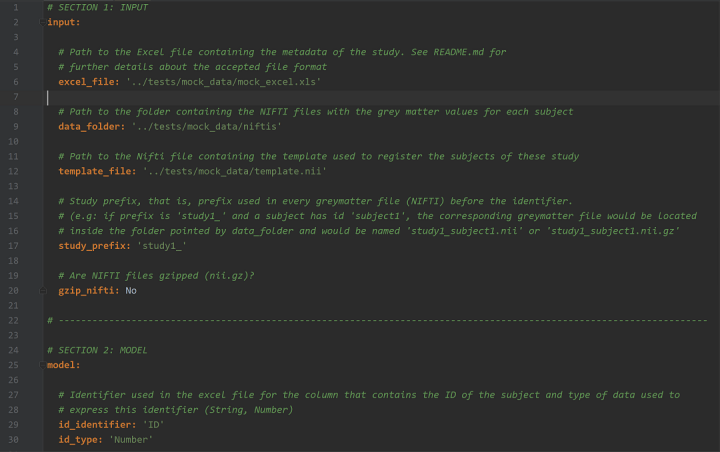 1 # SECTION 1: INPUT
2 input:
3
4 # Path to the Excel file containing the metadata of the study. See README.md for
5 # further details about the accepted file format
6 excel_file: '../tests/mock_data/mock_excel.xls'
7
8 # Path to the folder containing the NIFTI files with the grey matter values for each subject
9 data_folder: '../tests/mock_data/niftis'
10
11 # Path to the Nifti file containing the template used to register the subjects of these study
12 template_file: '../tests/mock_data/template.nii'
13
14 # Study prefix, that is, prefix used in every greymatter file (NIFTI) before the identifier.
15 # (e.g: if prefix is 'study1_' and a subject has id 'subject1', the corresponding greymatter file would be located
16 # inside the folder pointed by data_folder and would be named 'study1_subject1.nii' or 'study1_subject1.nii.gz'
17 study_prefix: 'study1_'
18
19 # Are NIFTI files gzipped (nii.gz)?
20 gzip_nifti: No
21
22 # --------------------------------------------------------------------------------------------------------------
23
24 # SECTION 2: MODEL
25 model:
26
27 # Identifier used in the excel file for the column that contains the ID of the subject and type of data used to
28 # express this identifier (String, Number)
29 id_identifier: 'ID'
30 id_type: 'Number'